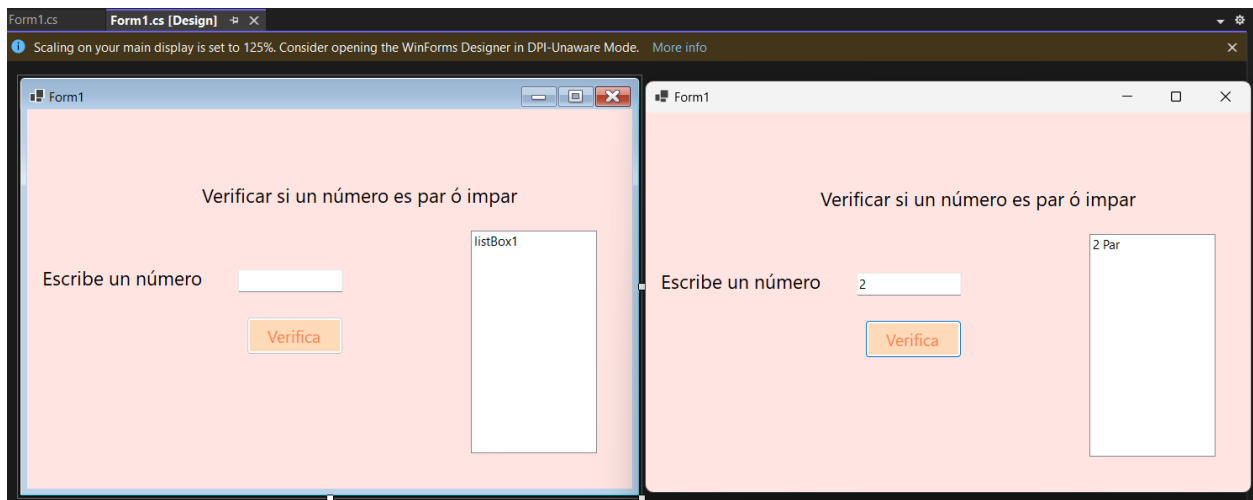 Form1.cs
Form1.cs [Design]
Scaling on your main display is set to 125%. Consider opening the WinForms Designer in DPI-Unaware Mode. More info
Form1
Verificar si un número es par ó impar
listBox1
Escribe un número
Verifica
Form1
Verificar si un número es par ó impar
2 Par
Escribe un número
2
Verifica